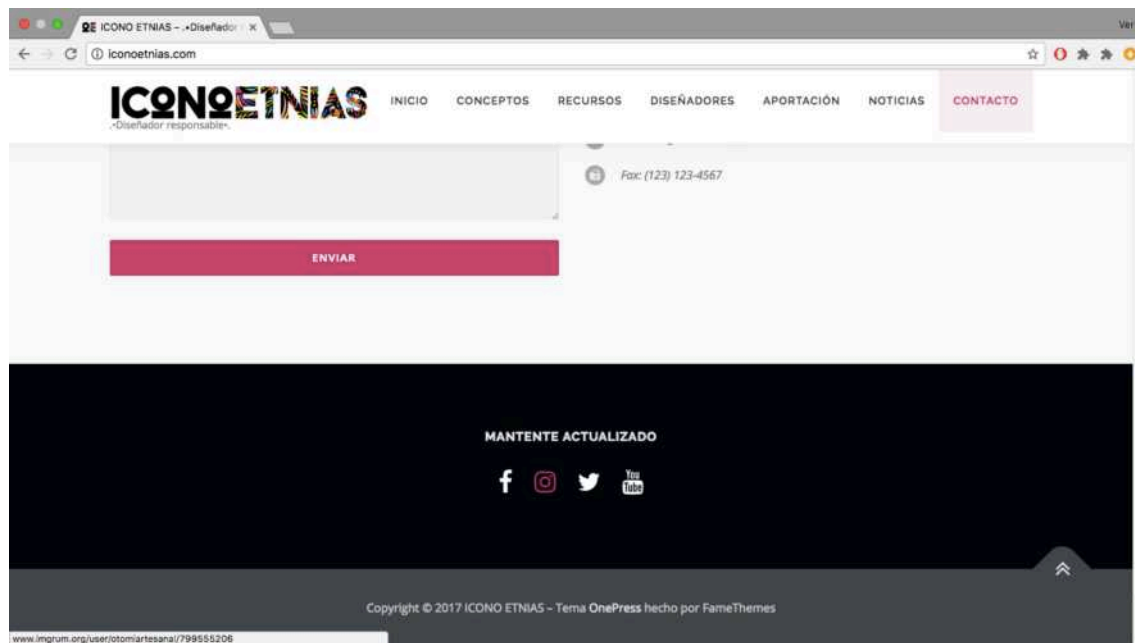 ICONO ETNIAS – .•Diseñador
Ver
iconoetnias.com
ICONOETNIAS
.•Diseñador responsable•.
INICIO CONCEPTOS RECURSOS DISEÑADORES APORTACIÓN NOTICIAS CONTACTO
Fax: (123) 123-4567
ENVIAR
MANTENTE ACTUALIZADO
You
Tube
Copyright © 2017 ICONO ETNIAS – Tema OnePress hecho por FameThemes
www.imgrum.org/user/otomiartesanal/799555206